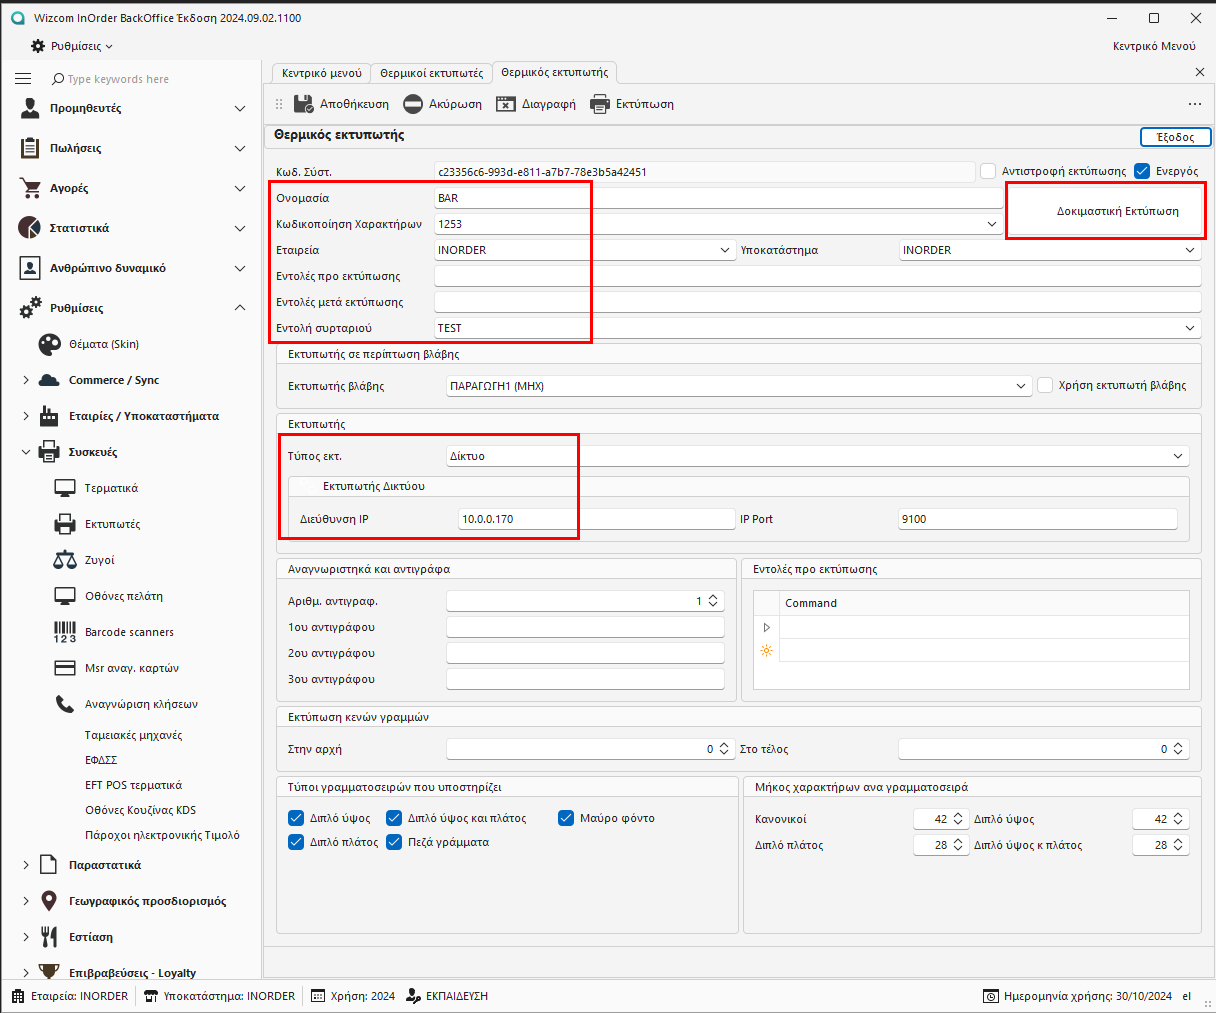 Wizcom InOrder BackOffice Έκδοση 2024.09.02.1100
Ρυθμίσεις
Κεντρικό Μενού
Type keywords here
Προμηθευτές
Πωλήσεις
Αγορές
Στατιστικά
Ανθρώπινο δυναμικό
Ρυθμίσεις
Θέματα (Skin)
Commerce / Sync
Εταιρίες / Υποκαταστήματα
Συσκευές
Τερματικά
Εκτυπωτές
Ζυγοί
Οθόνες πελάτη
Barcode scanners
Msr αναγ. καρτών
Αναγνώριση κλήσεων
Ταμειακές μηχανές
ΕΦΔΣΣ
EFT POS τερματικά
Οθόνες Κουζίνας KDS
Πάροχοι ηλεκτρονικής Τιμολό
Παραστατικά
Γεωγραφικός προσδιορισμός
Εστίαση
Επιβραβεύσεις - Loyalty
Κεντρικό μενού
Θερμικοί εκτυπωτές
Θερμικός εκτυπωτής
Αποθήκευση
Ακύρωση
Διαγραφή
Εκτύπωση
Θερμικός εκτυπωτής
Έξοδος
Κωδ. Σύστ. c23356c6-993d-e811-a7b7-78e3b5a42451 Αντιστροφή εκτύπωσης Ενεργός
Ονομασία BAR
Δοκιμαστική Εκτύπωση
Κωδικοποίηση Χαρακτήρων 1253
Εταιρεία INORDER Υποκατάστημα INORDER
Εντολές προ εκτύπωσης
Εντολές μετά εκτύπωσης
Εντολή συρταριού TEST
Εκτυπωτής σε περίπτωση βλάβης
Εκτυπωτής βλάβης ΠΑΡΑΓΩΓΗ1 (ΜΗΧ) Χρήση εκτυπωτή βλάβης
Εκτυπωτής
Τύπος εκτ. Δίκτυο
Εκτυπωτής Δικτύου
Διεύθυνση IP 10.0.0.170 IP Port 9100
Αναγνωριστηκά και αντιγράφα
Αριθμ. αντιγραφ. 1
1ου αντιγράφου
2ου αντιγράφου
3ου αντιγράφου
Εντολές προ εκτύπωσης
Command
Εκτύπωση κενών γραμμών
Στην αρχή 0 Στο τέλος 0
Τύποι γραμματοσειρών που υποστηρίζει
Διπλό ύψος Διπλό ύψος και πλάτος Μαύρο φόντο
Διπλό πλάτος Πεζά γράμματα
Μήκος χαρακτήρων ανα γραμματοσειρά
Κανονικοί 42 Διπλό ύψος 42
Διπλό πλάτος 28 Διπλό ύψος κ πλάτος 28
Εταιρεία: INORDER Υποκατάστημα: INORDER Χρήση: 2024 ΕΚΠΑΙΔΕΥΣΗ Ημερομηνία χρήσης: 30/10/2024 el